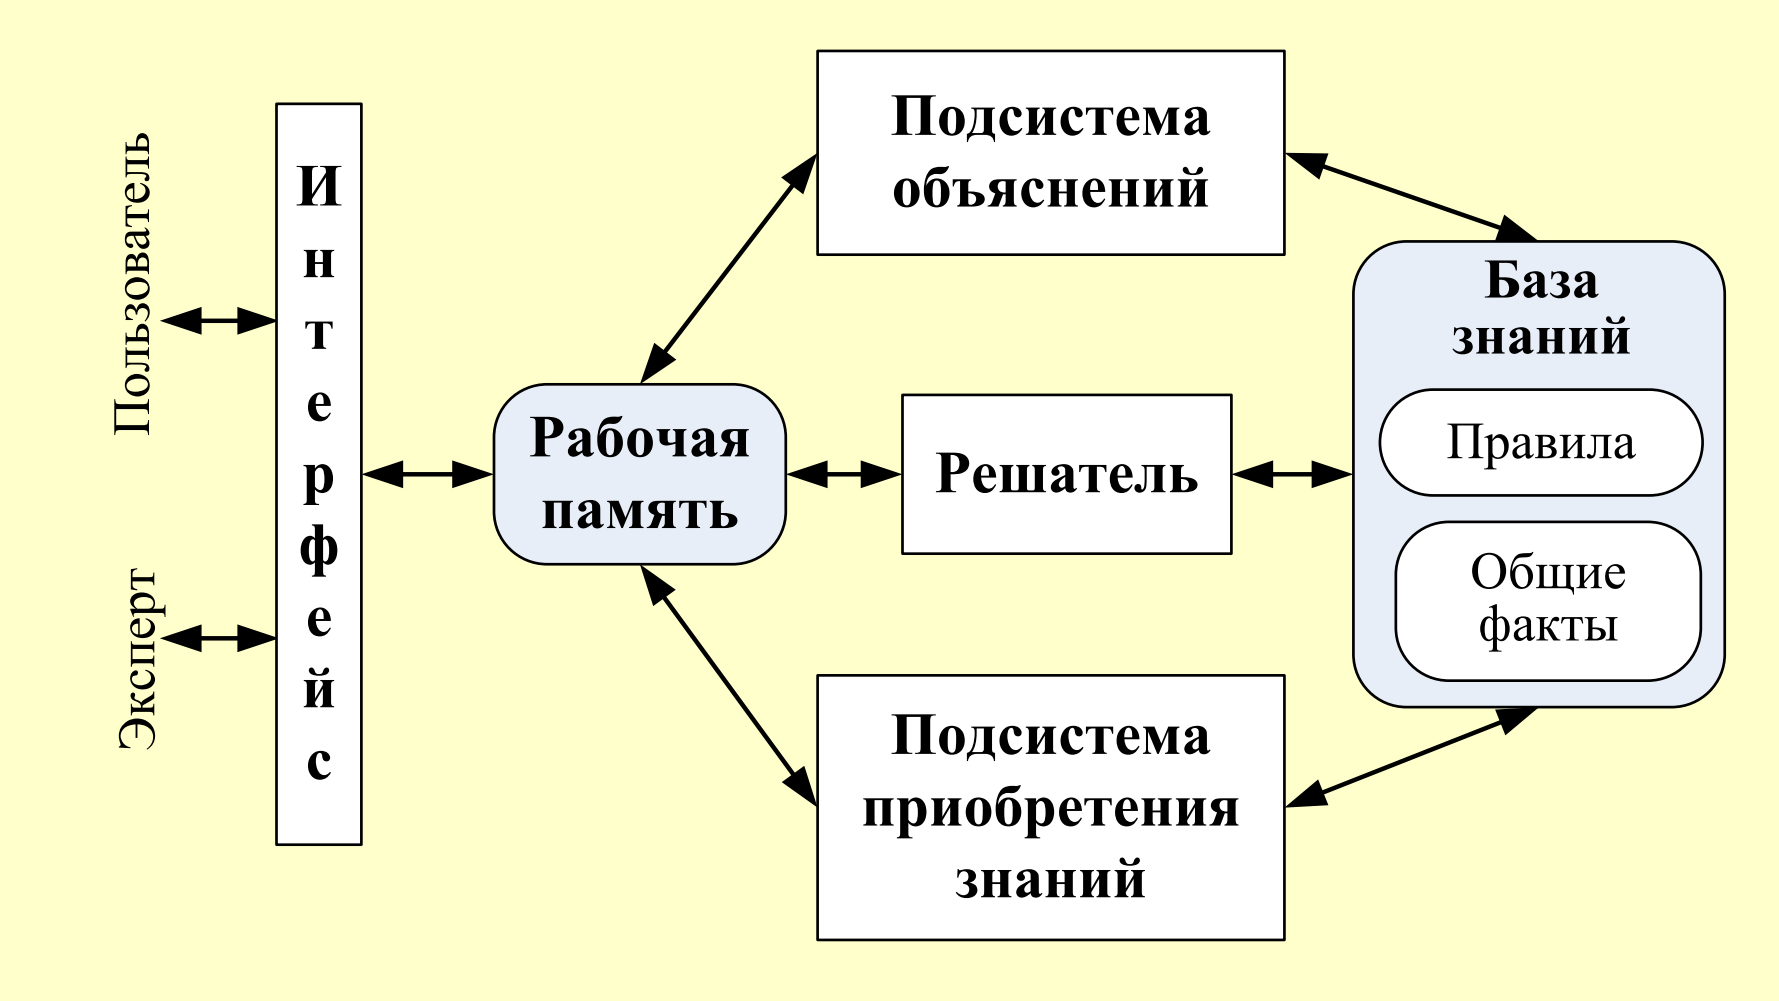 Пользователь
Эксперт
Интерфейс
Рабочая
память
Подсистема
объяснений
Решатель
Подсистема
приобретения
знаний
База
знаний
Правила
Общие
факты